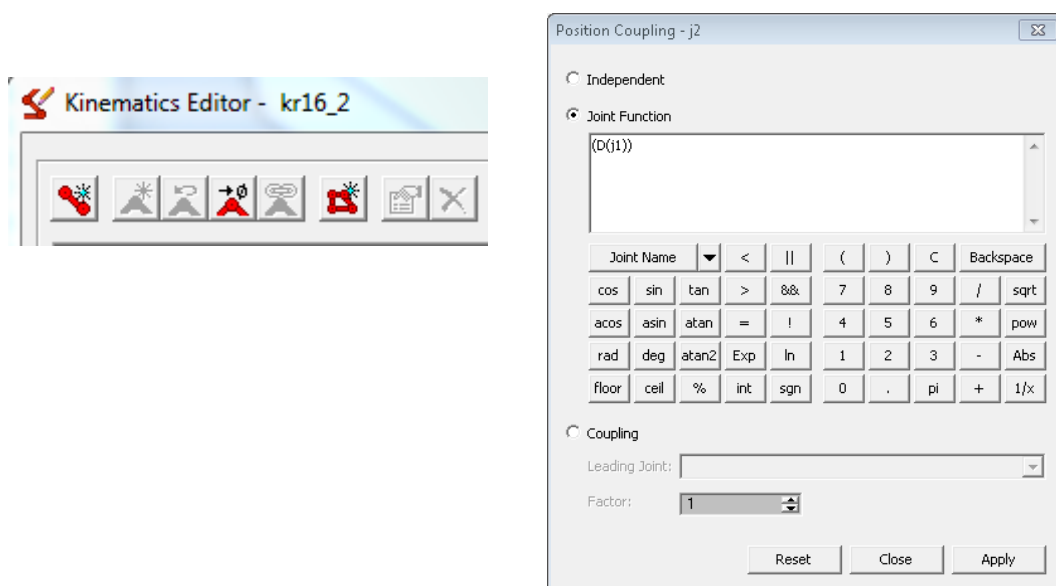 Kinematics Editor - kr16_2
Position Coupling - j2
Independent
Joint Function
(D(j1))
Joint Name < || ( ) C Backspace
cos sin tan > && 7 8 9 / sqrt
acos asin atan = ! 4 5 6 * pow
rad deg atan2 Exp ln 1 2 3 - Abs
floor ceil % int sgn 0 . pi + 1/x
Coupling
Leading Joint:
Factor: 1
Reset Close Apply